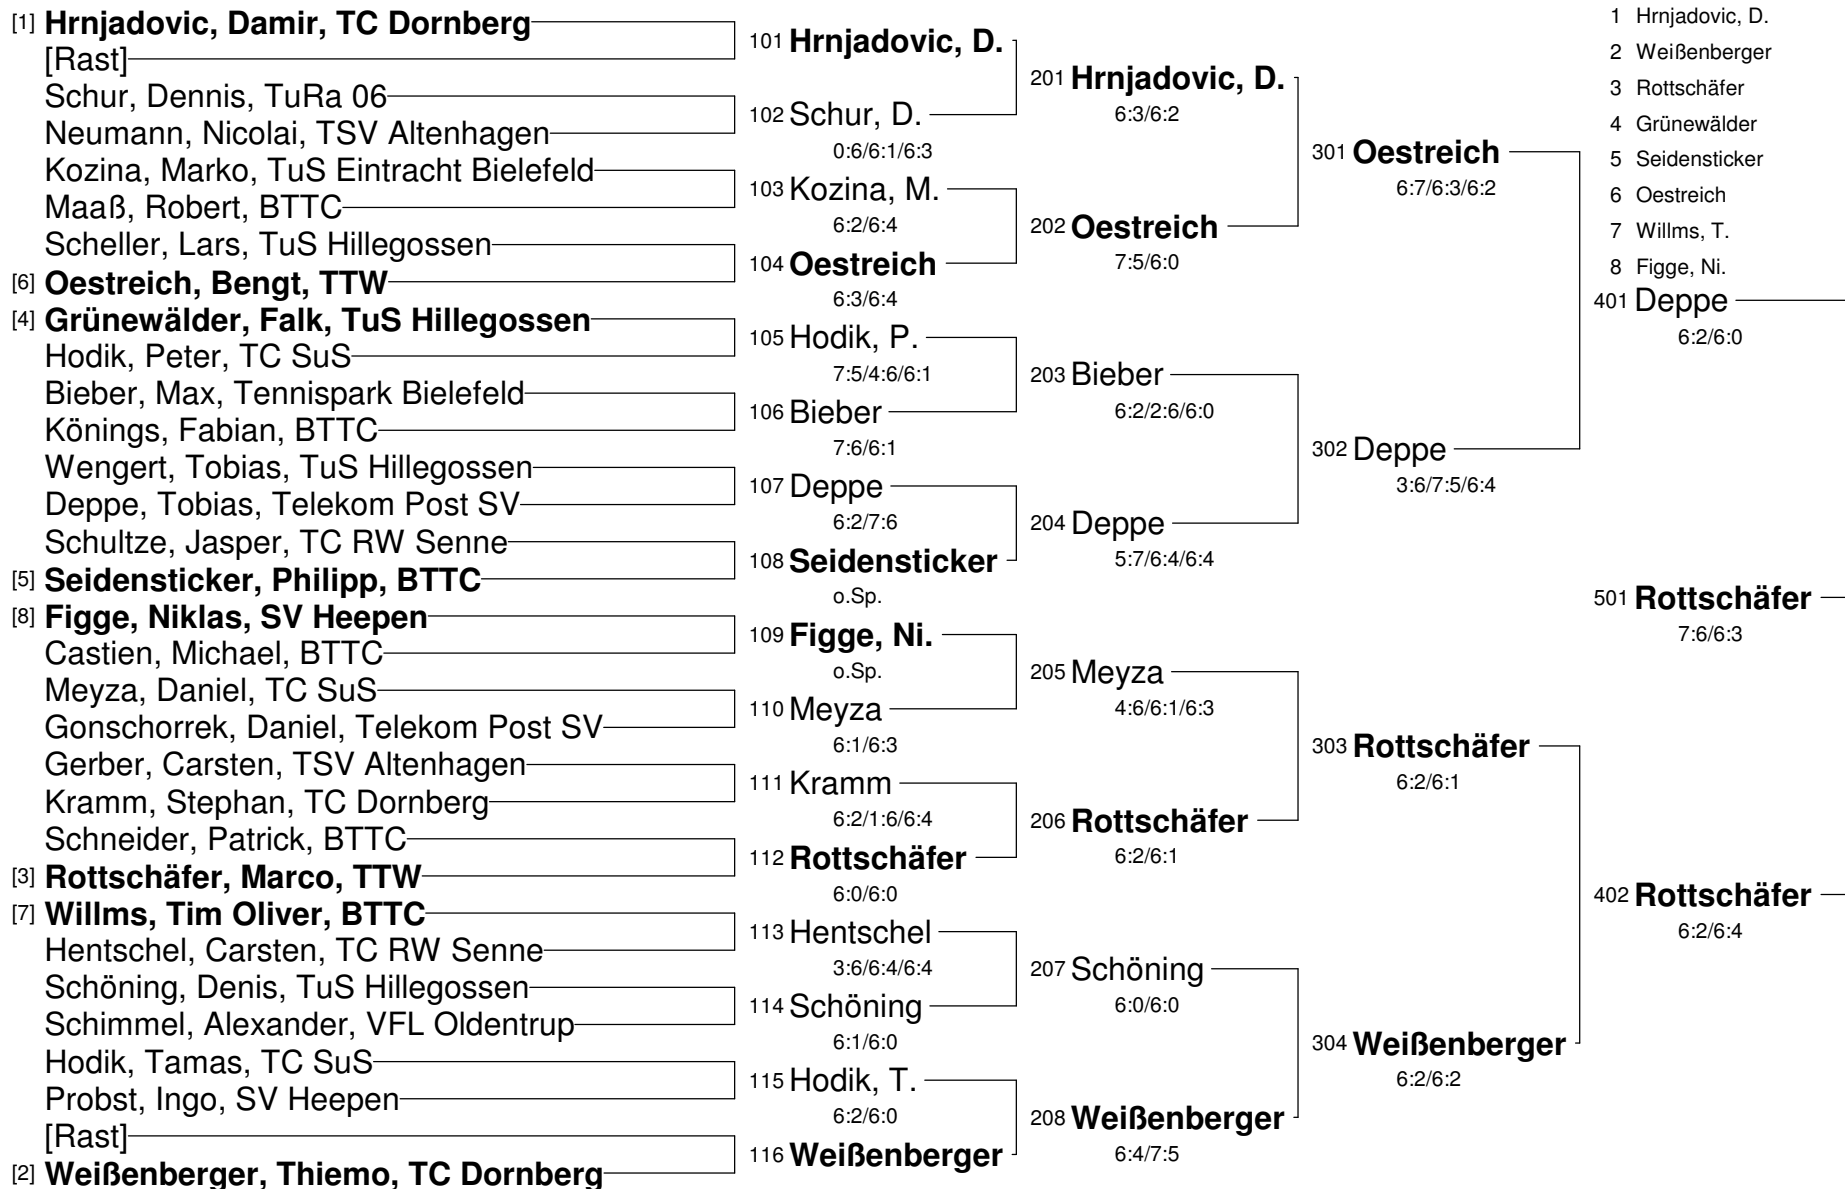 [1] Hrnjadovic, Damir, TC Dornberg
[Rast]
Schur, Dennis, TuRa 06
Neumann, Nicolai, TSV Altenhagen
Kozina, Marko, TuS Eintracht Bielefeld
Maaß, Robert, BTTC
Scheller, Lars, TuS Hillegossen
[6] Oestreich, Bengt, TTW
[4] Grünewälder, Falk, TuS Hillegossen
Hodik, Peter, TC SuS
Bieber, Max, Tennispark Bielefeld
Könings, Fabian, BTTC
Wengert, Tobias, TuS Hillegossen
Deppe, Tobias, Telekom Post SV
Schultze, Jasper, TC RW Senne
[5] Seidensticker, Philipp, BTTC
[8] Figge, Niklas, SV Heepen
Castien, Michael, BTTC
Meyza, Daniel, TC SuS
Gonschorrek, Daniel, Telekom Post SV
Gerber, Carsten, TSV Altenhagen
Kramm, Stephan, TC Dornberg
Schneider, Patrick, BTTC
[3] Rottschäfer, Marco, TTW
[7] Willms, Tim Oliver, BTTC
Hentschel, Carsten, TC RW Senne
Schöning, Denis, TuS Hillegossen
Schimmel, Alexander, VFL Oldentrup
Hodik, Tamas, TC SuS
Probst, Ingo, SV Heepen
[Rast]
[2] Weißenberger, Thiemo, TC Dornberg
101 Hrnjadovic, D.
102 Schur, D.
0:6/6:1/6:3
103 Kozina, M.
6:2/6:4
104 Oestreich
6:3/6:4
105 Hodik, P.
7:5/4:6/6:1
106 Bieber
7:6/6:1
107 Deppe
6:2/7:6
108 Seidensticker
o.Sp.
109 Figge, Ni.
o.Sp.
110 Meyza
6:1/6:3
111 Kramm
6:2/1:6/6:4
112 Rottschäfer
6:0/6:0
113 Hentschel
3:6/6:4/6:4
114 Schöning
6:1/6:0
115 Hodik, T.
6:2/6:0
116 Weißenberger
201 Hrnjadovic, D.
6:3/6:2
202 Oestreich
7:5/6:0
203 Bieber
6:2/2:6/6:0
204 Deppe
5:7/6:4/6:4
205 Meyza
4:6/6:1/6:3
206 Rottschäfer
6:2/6:1
207 Schöning
6:0/6:0
208 Weißenberger
6:4/7:5
301 Oestreich
6:7/6:3/6:2
302 Deppe
3:6/7:5/6:4
303 Rottschäfer
6:2/6:1
304 Weißenberger
6:2/6:2
1 Hrnjadovic, D.
2 Weißenberger
3 Rottschäfer
4 Grünewälder
5 Seidensticker
6 Oestreich
7 Willms, T.
8 Figge, Ni.
401 Deppe
6:2/6:0
501 Rottschäfer
7:6/6:3
402 Rottschäfer
6:2/6:4